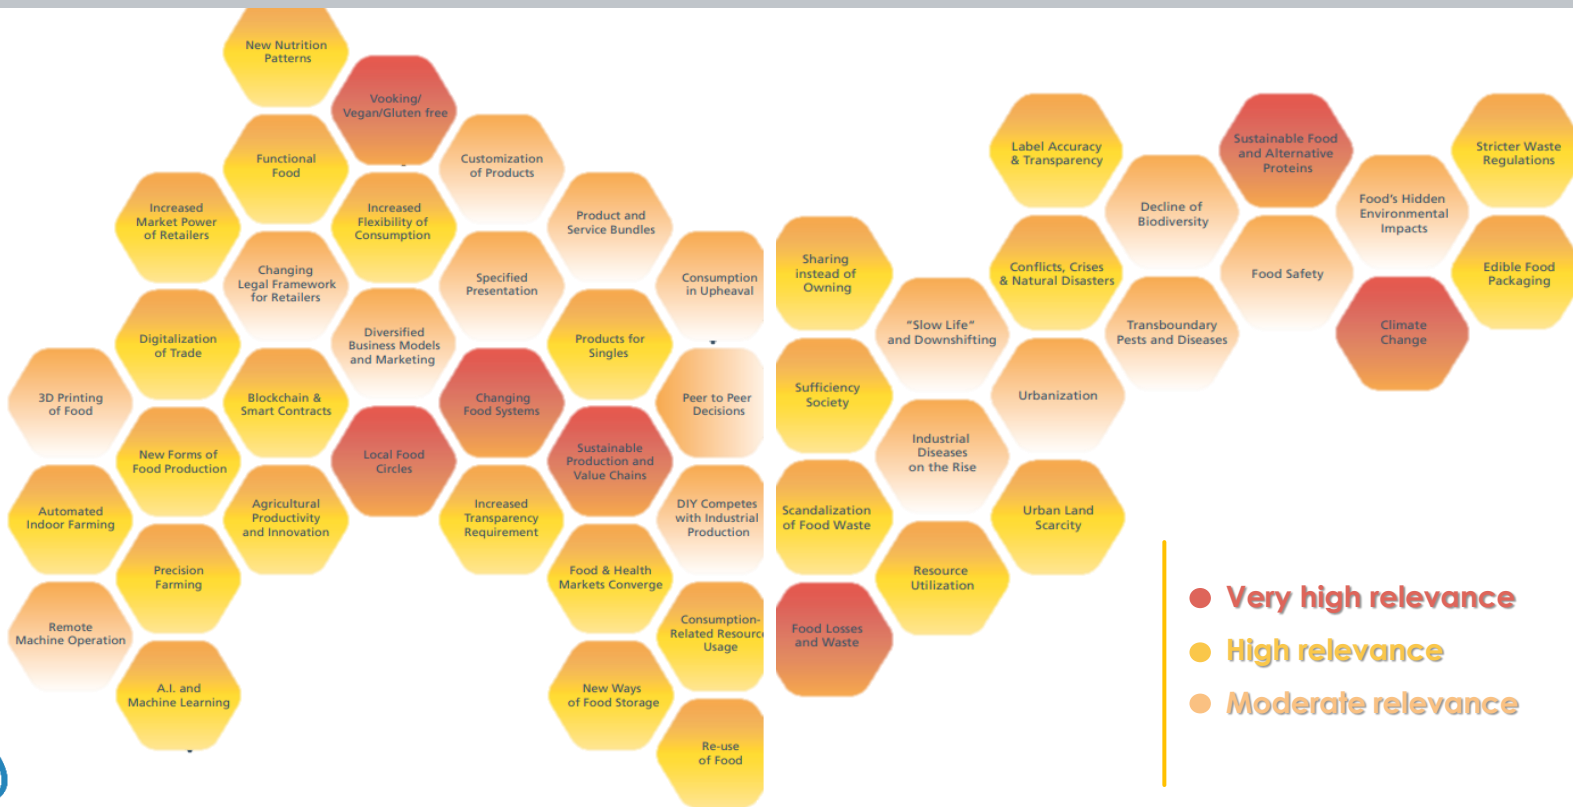 New Nutrition
Patterns
Vooking/
Vegan/Gluten free
Functional
Food
Customization
of Products
Increased
Market Power
of Retailers
Increased
Flexibility of
Consumption
Product and
Service Bundles
Changing
Legal Framework
for Retailers
Specified
Presentation
Consumption
in Upheaval
Digitalization
of Trade
Diversified
Business Models
and Marketing
Products for
Singles
3D Printing
of Food
Blockchain &
Smart Contracts
Changing
Food Systems
Peer to Peer
Decisions
New Forms of
Food Production
Local Food
Circles
Sustainable
Production and
Value Chains
Automated
Indoor Farming
Agricultural
Productivity
and Innovation
Increased
Transparency
Requirement
DIY Competes
with Industrial
Production
Precision
Farming
Food & Health
Markets Converge
Remote
Machine Operation
Consumption-
Related Resource
Usage
A.I. and
Machine Learning
New Ways
of Food Storage
Re-use
of Food
Label Accuracy
& Transparency
Sustainable Food
and Alternative
Proteins
Stricter Waste
Regulations
Decline of
Biodiversity
Food's Hidden
Environmental
Impacts
Sharing
instead of
Owning
Conflicts, Crises
& Natural Disasters
Food Safety
Edible Food
Packaging
"Slow Life"
and Downshifting
Transboundary
Pests and Diseases
Climate
Change
Sufficiency
Society
Urbanization
Industrial
Diseases
on the Rise
Scandalization
of Food Waste
Urban Land
Scarcity
Resource
Utilization
Food Losses
and Waste
Very high relevance
High relevance
Moderate relevance